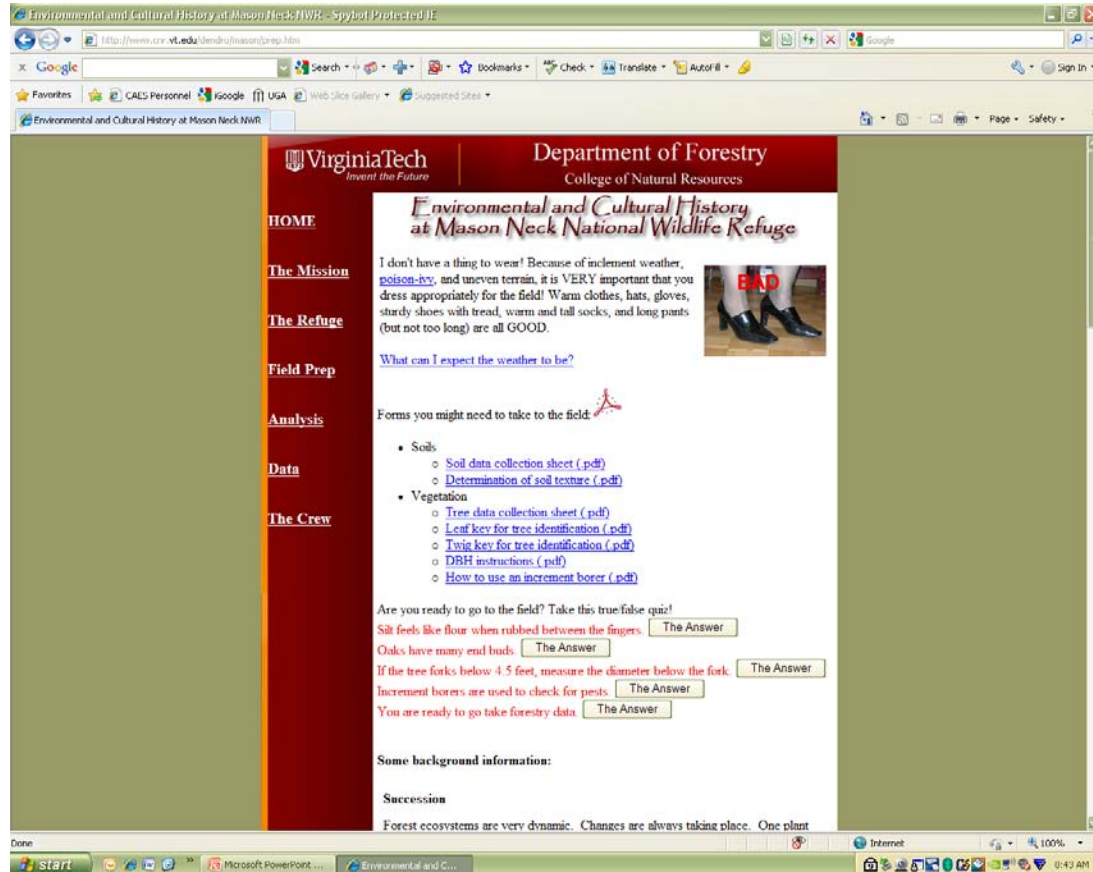 Environmental and Cultural History at Mason Neck NWR - Spybot Protected IE
http://www.cnr.vt.edu/dendro/mason/prep.htm
Google
x Google
Search
Bookmarks
Check
Translate
AutoFill
Sign In
Favorites
CAES Personnel
iGoogle
UGA
Web Slice Gallery
Suggested Sites
Environmental and Cultural History at Mason Neck NWR
Page
Safety
VirginiaTech
Invent the Future
Department of Forestry
College of Natural Resources
HOME
The Mission
The Refuge
Field Prep
Analysis
Data
The Crew
Environmental and Cultural History
at Mason Neck National Wildlife Refuge
I don't have a thing to wear! Because of inclement weather,
poison-ivy, and uneven terrain, it is VERY important that you
dress appropriately for the field! Warm clothes, hats, gloves,
sturdy shoes with tread, warm and tall socks, and long pants
(but not too long) are all GOOD.
BAD
What can I expect the weather to be?
Forms you might need to take to the field:
• Soils
o Soil data collection sheet (.pdf)
o Determination of soil texture (.pdf)
• Vegetation
o Tree data collection sheet (.pdf)
o Leaf key for tree identification (.pdf)
o Twig key for tree identification (.pdf)
o DBH instructions (.pdf)
o How to use an increment borer (.pdf)
Are you ready to go to the field? Take this true/false quiz!
Silt feels like flour when rubbed between the fingers. The Answer
Oaks have many end buds. The Answer
If the tree forks below 4.5 feet, measure the diameter below the fork. The Answer
Increment borers are used to check for pests. The Answer
You are ready to go take forestry data. The Answer
Some background information:
Succession
Forest ecosystems are very dynamic. Changes are always taking place. One plant
Done
Internet
100%
start
Microsoft PowerPoint ...
Environmental and C...
0:43 AM